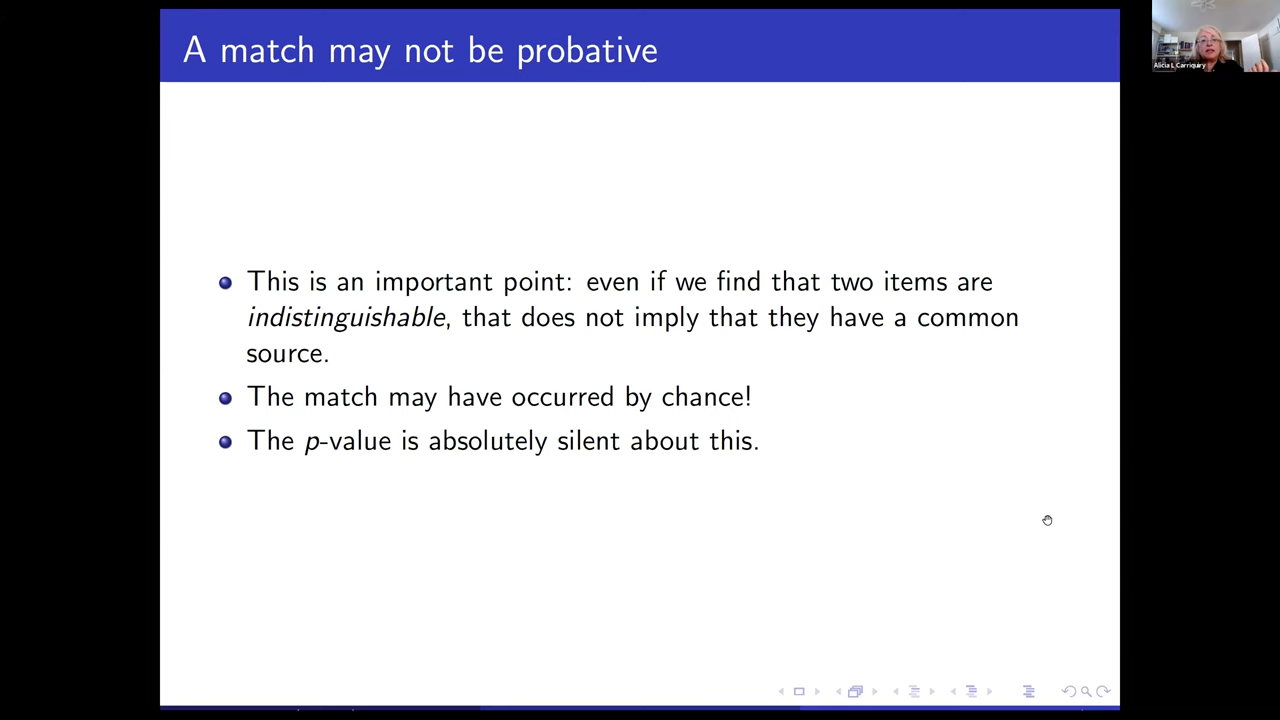 A match may not be probative
Alicia L Carriquiry
This is an important point: even if we find that two items are
indistinguishable, that does not imply that they have a common
source.
The match may have occurred by chance!
The p-value is absolutely silent about this.